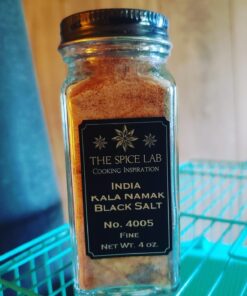 THE SPICE LAB
COOKING INSPIRATION
INDIA
KALA NAMAK
BLACK SALT
NO. 4005
FINE
NET WT. 4 OZ.